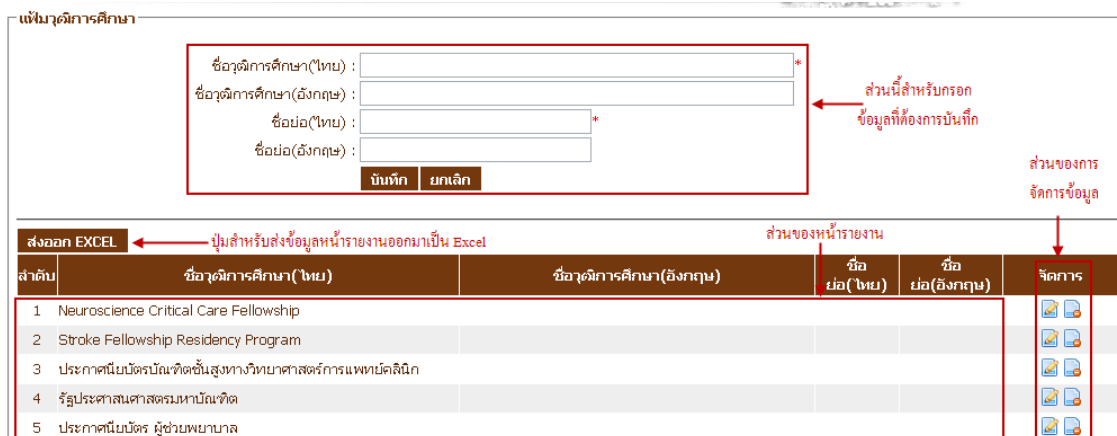 แฟ้มวุฒิการศึกษา
ชื่อวุฒิการศึกษา(ไทย) : *
ชื่อวุฒิการศึกษา(อังกฤษ) :
ชื่อย่อ(ไทย) : *
ชื่อย่อ(อังกฤษ) :
บันทึก ยกเลิก
ส่วนนี้สำหรับกรอก
ข้อมูลที่ต้องการบันทึก
ส่วนของการ
จัดการข้อมูล
ส่งออก EXCEL ปุ่มสำหรับส่งข้อมูลหน้ารายงานออกมาเป็น Excel ส่วนของหน้ารายงาน
ลำดับ ชื่อวุฒิการศึกษา(ไทย) ชื่อวุฒิการศึกษา(อังกฤษ) ชื่อ ชื่อ จัดการ
ย่อ(ไทย) ย่อ(อังกฤษ)
1 Neuroscience Critical Care Fellowship
2 Stroke Fellowship Residency Program
3 ประกาศนียบัตรบัณฑิตชั้นสูงทางวิทยาศาสตร์การแพทย์คลินิก
4 รัฐประศาสนศาสตรมหาบัณฑิต
5 ประกาศนียบัตร ผู้ช่วยพยาบาล